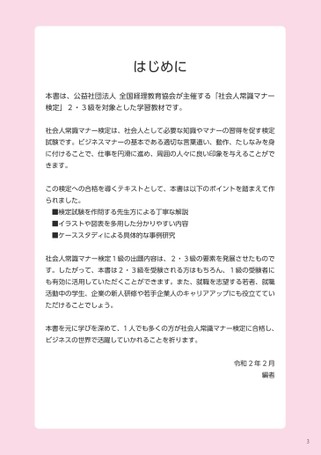 はじめに
本書は、公益社団法人 全国経理教育協会が主催する「社会人常識マナー
検定」２・３級を対象とした学習教材です。
社会人常識マナー検定は、社会人として必要な知識やマナーの習得を促す検定
試験です。ビジネスマナーの基本である適切な言葉遣い、動作、たしなみを身
に付けることで、仕事を円滑に進め、周囲の人々に良い印象を与えることがで
きます。
この検定への合格を導くテキストとして、本書は以下のポイントを踏まえて作
られました。
■検定試験を作問する先生方による丁寧な解説
■イラストや図表を多用した分かりやすい内容
■ケーススタディによる具体的な事例研究
社会人常識マナー検定１級の出題内容は、２・３級の要素を発展させたもので
す。したがって、本書は２・３級を受験される方はもちろん、１級の受験者に
も有効に活用していただくことができます。また、就職を志望する若者、就職
活動中の学生、企業の新人研修や若手企業人のキャリアアップにも役立ててい
ただけることでしょう。
本書を元に学びを深めて、１人でも多くの方が社会人常識マナー検定に合格し、
ビジネスの世界で活躍していかれることを祈ります。
令和２年２月
編者
3